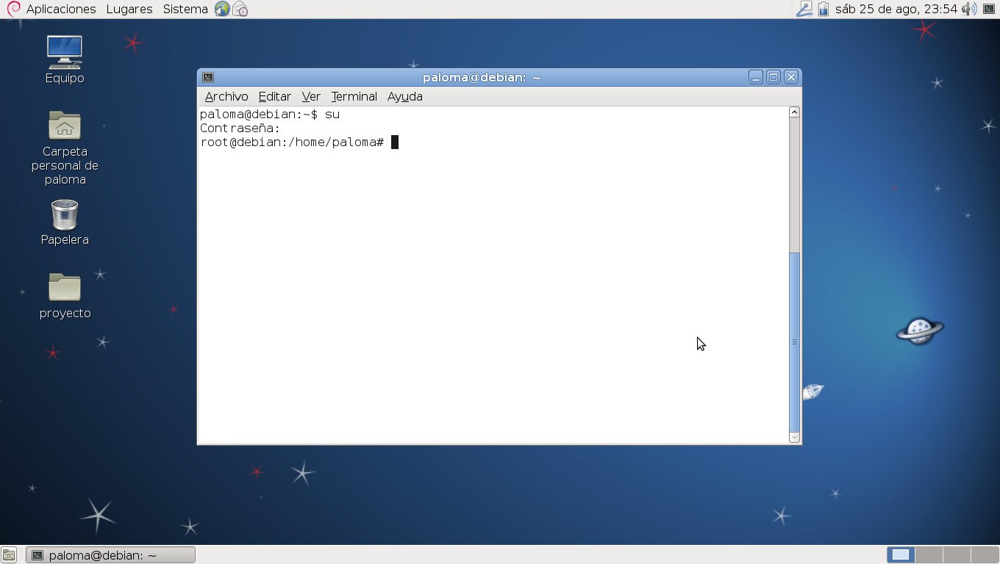 Aplicaciones Lugares Sistema
sáb 25 de ago, 23:54
Equipo
Carpeta
personal de
paloma
Papelera
proyecto
paloma@debian: ~
Archivo Editar Ver Terminal Ayuda
paloma@debian:~$ su
Contraseña:
root@debian:/home/paloma#
paloma@debian: ~